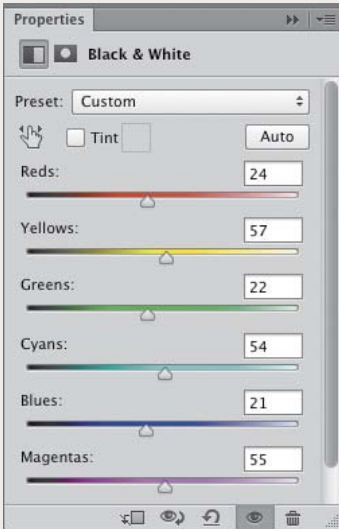 Properties
Black & White
Preset: Custom
Tint Auto
Reds: 24
Yellows: 57
Greens: 22
Cyans: 54
Blues: 21
Magentas: 55